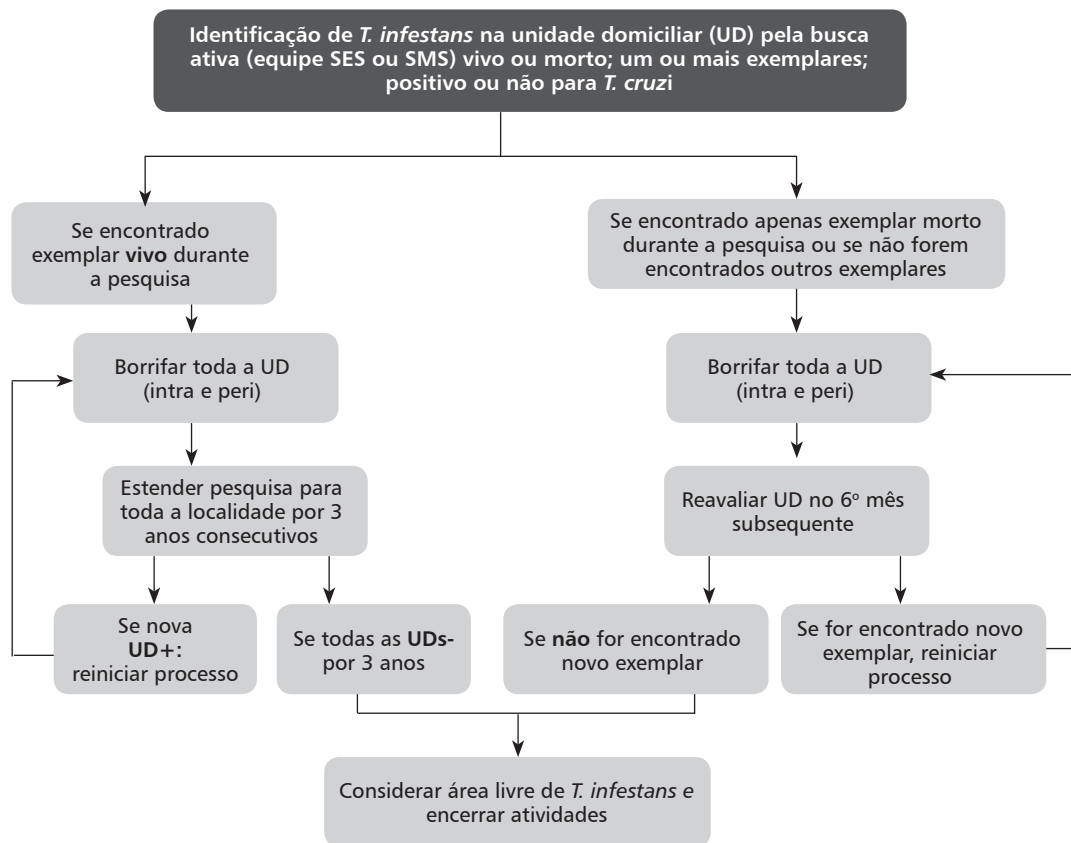 Identificação de T. infestans na unidade domiciliar (UD) pela busca
ativa (equipe SES ou SMS) vivo ou morto; um ou mais exemplares;
positivo ou não para T. cruzi
Se encontrado
exemplar vivo durante
a pesquisa
Se encontrado apenas exemplar morto
durante a pesquisa ou se não forem
encontrados outros exemplares
Borrifar toda a UD
(intra e peri)
Borrifar toda a UD
(intra e peri)
Estender pesquisa para
toda a localidade por 3
anos consecutivos
Reavaliar UD no 6º mês
subsequente
Se nova
UD+:
reiniciar processo
Se todas as UDs-
por 3 anos
Se não for encontrado
novo exemplar
Se for encontrado novo
exemplar, reiniciar
processo
Considerar área livre de T. infestans e
encerrar atividades